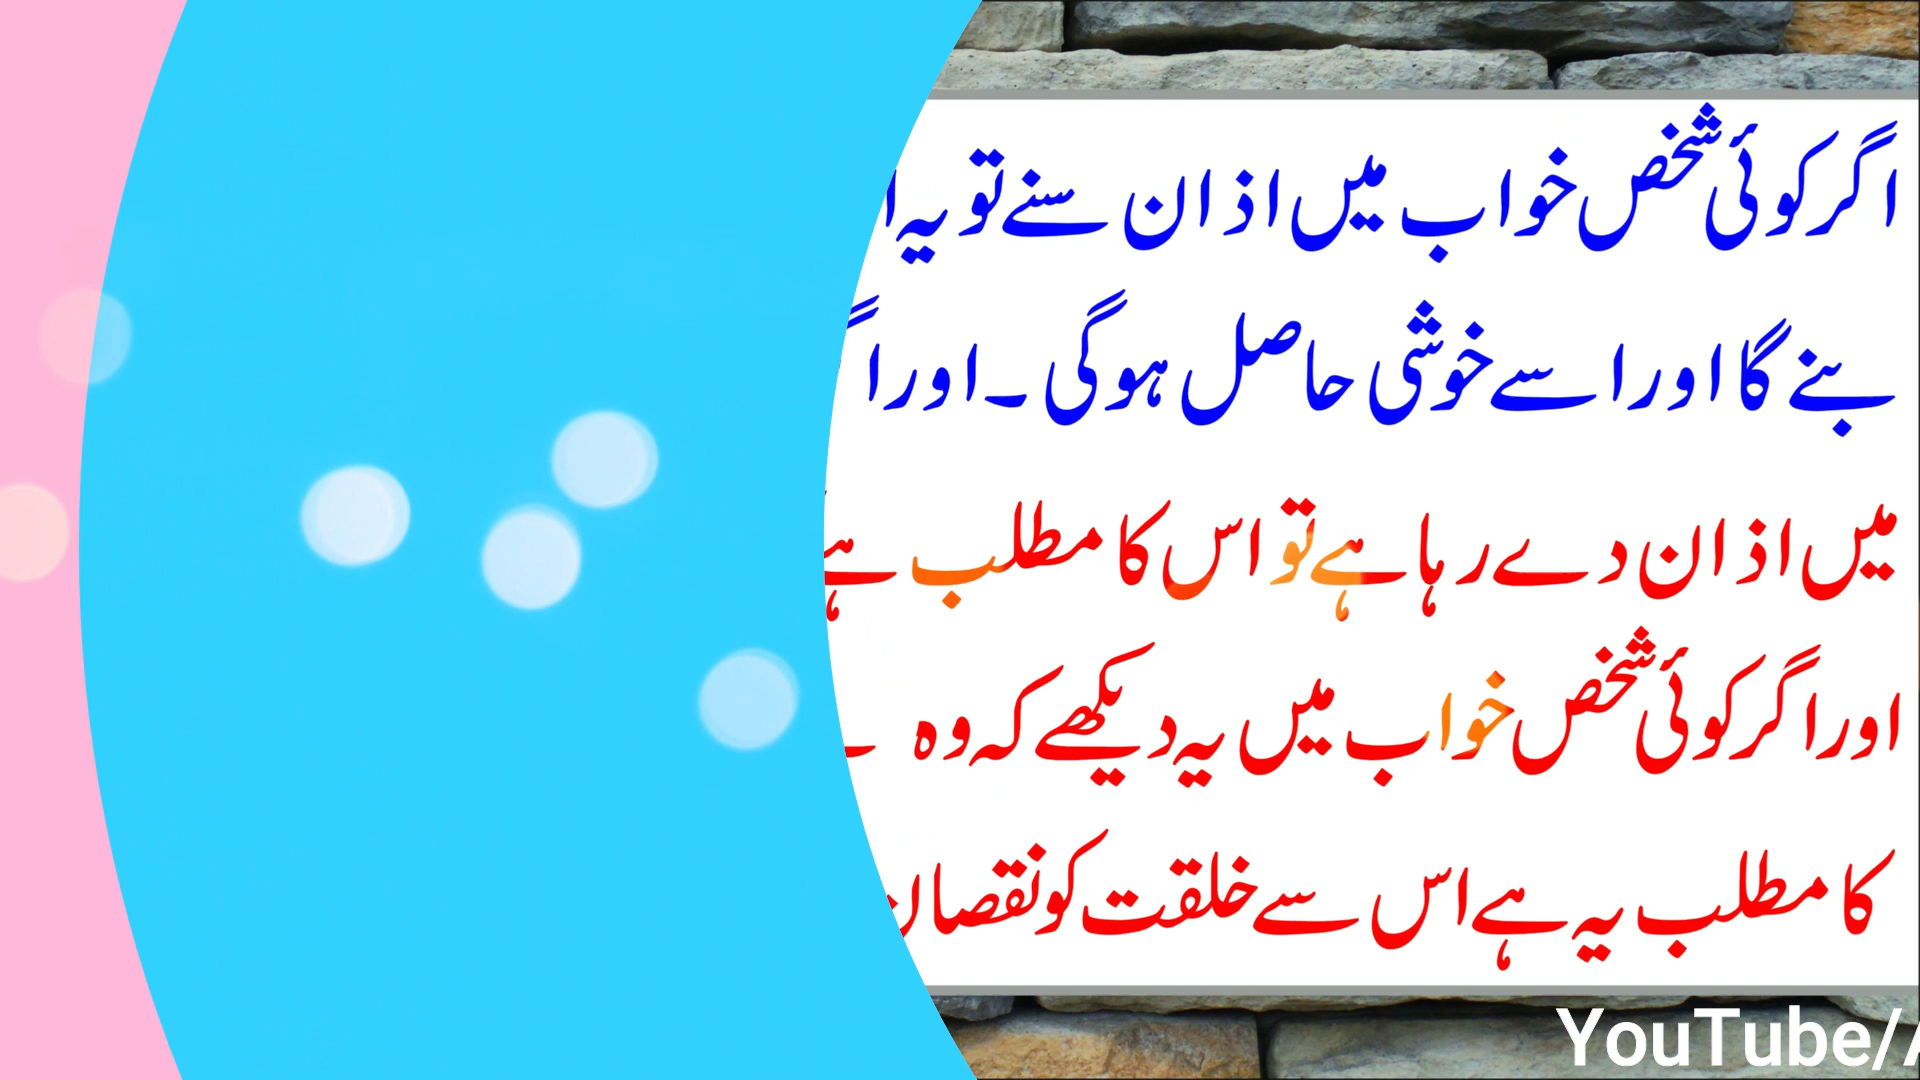 اگر کوئی شخص خواب میں اذان سنے تو یہ
بنے گا اور اسے خوشی حاصل ہوگی ۔ اور
میں اذان دے رہا ہے تو اس کا مطلب ہے
اور اگر کوئی شخص خواب میں یہ دیکھے کہ وہ
کا مطلب یہ ہے اس سے خلقت کو نقصان
YouTube/A